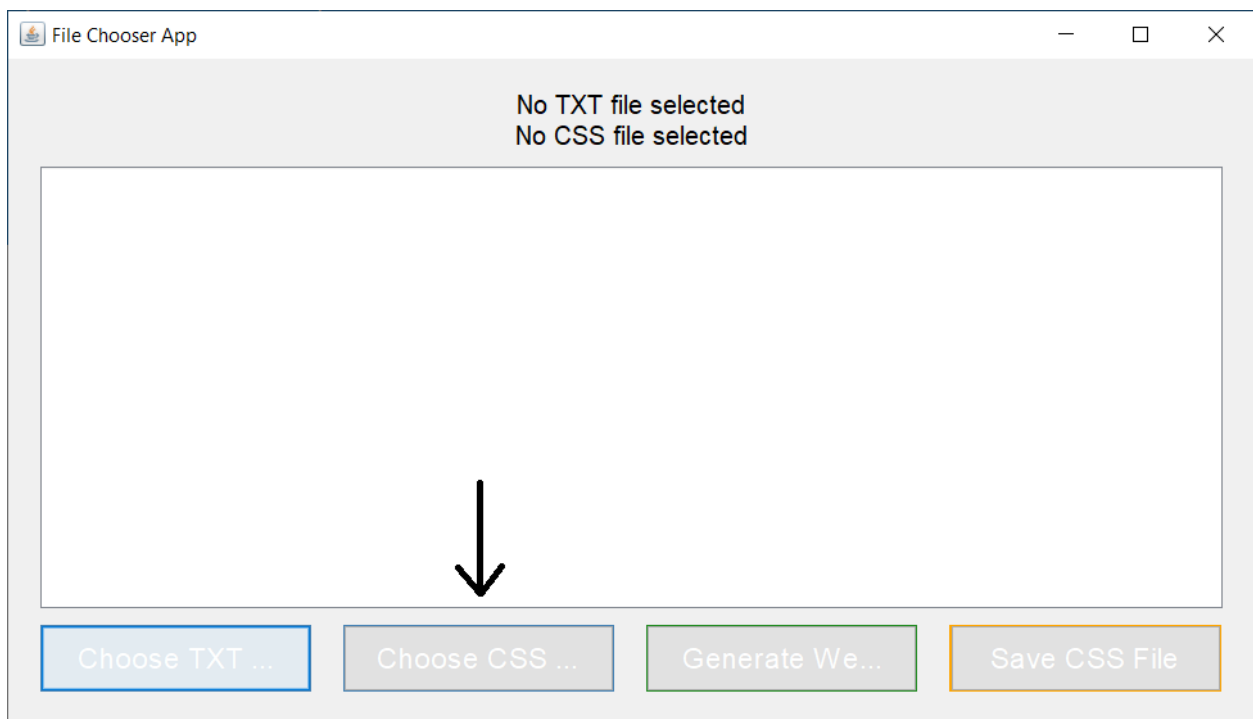 File Chooser App
No TXT file selected
No CSS file selected
Choose TXT ...
Choose CSS ...
Generate We...
Save CSS File